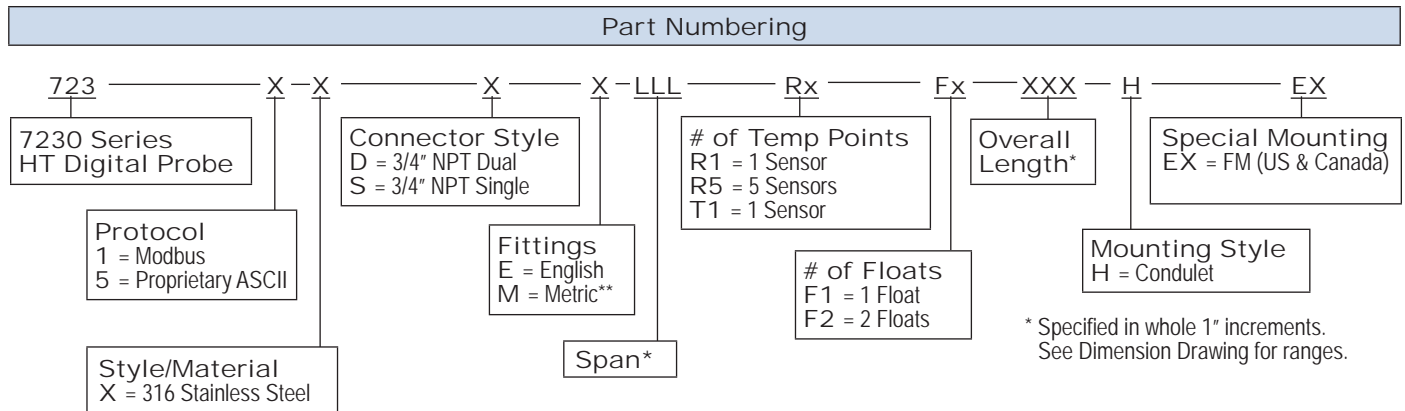 Part Numbering
723 X - X X X - LLL Rx Fx XXX H EX
7230 Series
HT Digital Probe
Connector Style
D = 3/4" NPT Dual
S = 3/4" NPT Single
# of Temp Points
R1 = 1 Sensor
R5 = 5 Sensors
T1 = 1 Sensor
Overall
Length*
Special Mounting
EX = FM (US & Canada)
Protocol
1 = Modbus
5 = Proprietary ASCII
Fittings
E = English
M = Metric**
# of Floats
F1 = 1 Float
F2 = 2 Floats
Mounting Style
H = Condulet
Style/Material
X = 316 Stainless Steel
Span*
* Specified in whole 1" increments.
See Dimension Drawing for ranges.